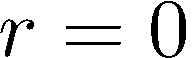 r = 0